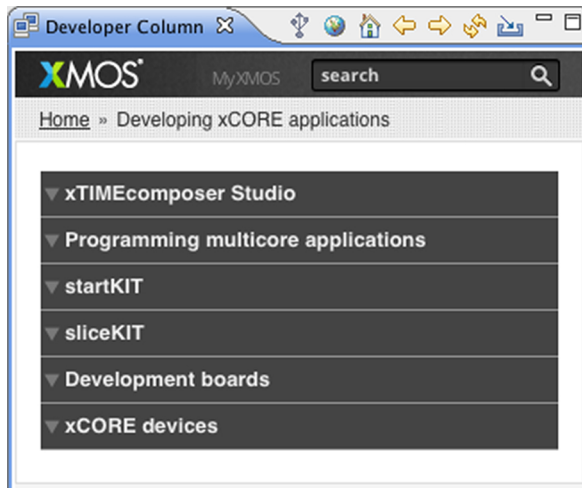 Developer Column
XMOS MyXMOS search
Home » Developing xCORE applications
xTIMEcomposer Studio
Programming multicore applications
startKIT
sliceKIT
Development boards
xCORE devices